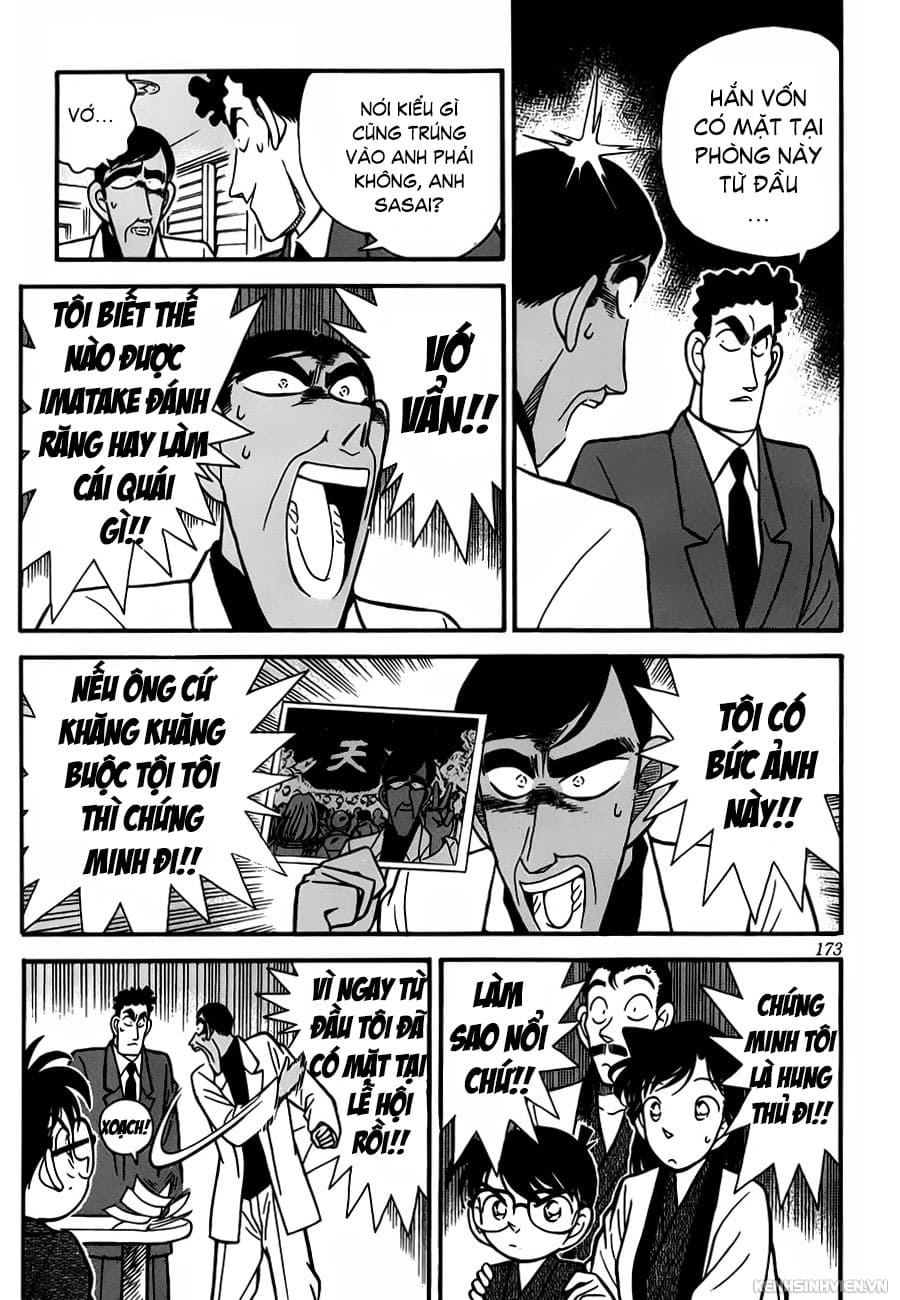 HẮN VỐN
CÓ MẶT TẠI
PHÒNG NÀY
TỪ ĐẦU
...
NÓI KIỂU GÌ
CŨNG TRÚNG
VÀO ANH PHẢI
KHÔNG, ANH
SASAI?
VỚ...
VỚ
VẨN!!
TÔI BIẾT THẾ
NÀO ĐƯỢC
IMATAKE ĐÁNH
RĂNG HAY LÀM
CÁI QUÁI
GÌ!!
TÔI CÓ
BỨC ẢNH
NÀY!!
天
NẾU ÔNG CỨ
KHĂNG KHĂNG
BUỘC TỘI TÔI
THÌ CHỨNG
MINH ĐI!!
173
CHỨNG
MINH TÔI
LÀ HUNG
THỦ ĐI!!
LÀM
SAO NỔI
CHỨ!!
VÌ NGAY TỪ
ĐẦU TÔI ĐÃ
CÓ MẶT TẠI
LỄ HỘI
RỒI!!
XOẠCH!
KENHSINHVIEN.VN